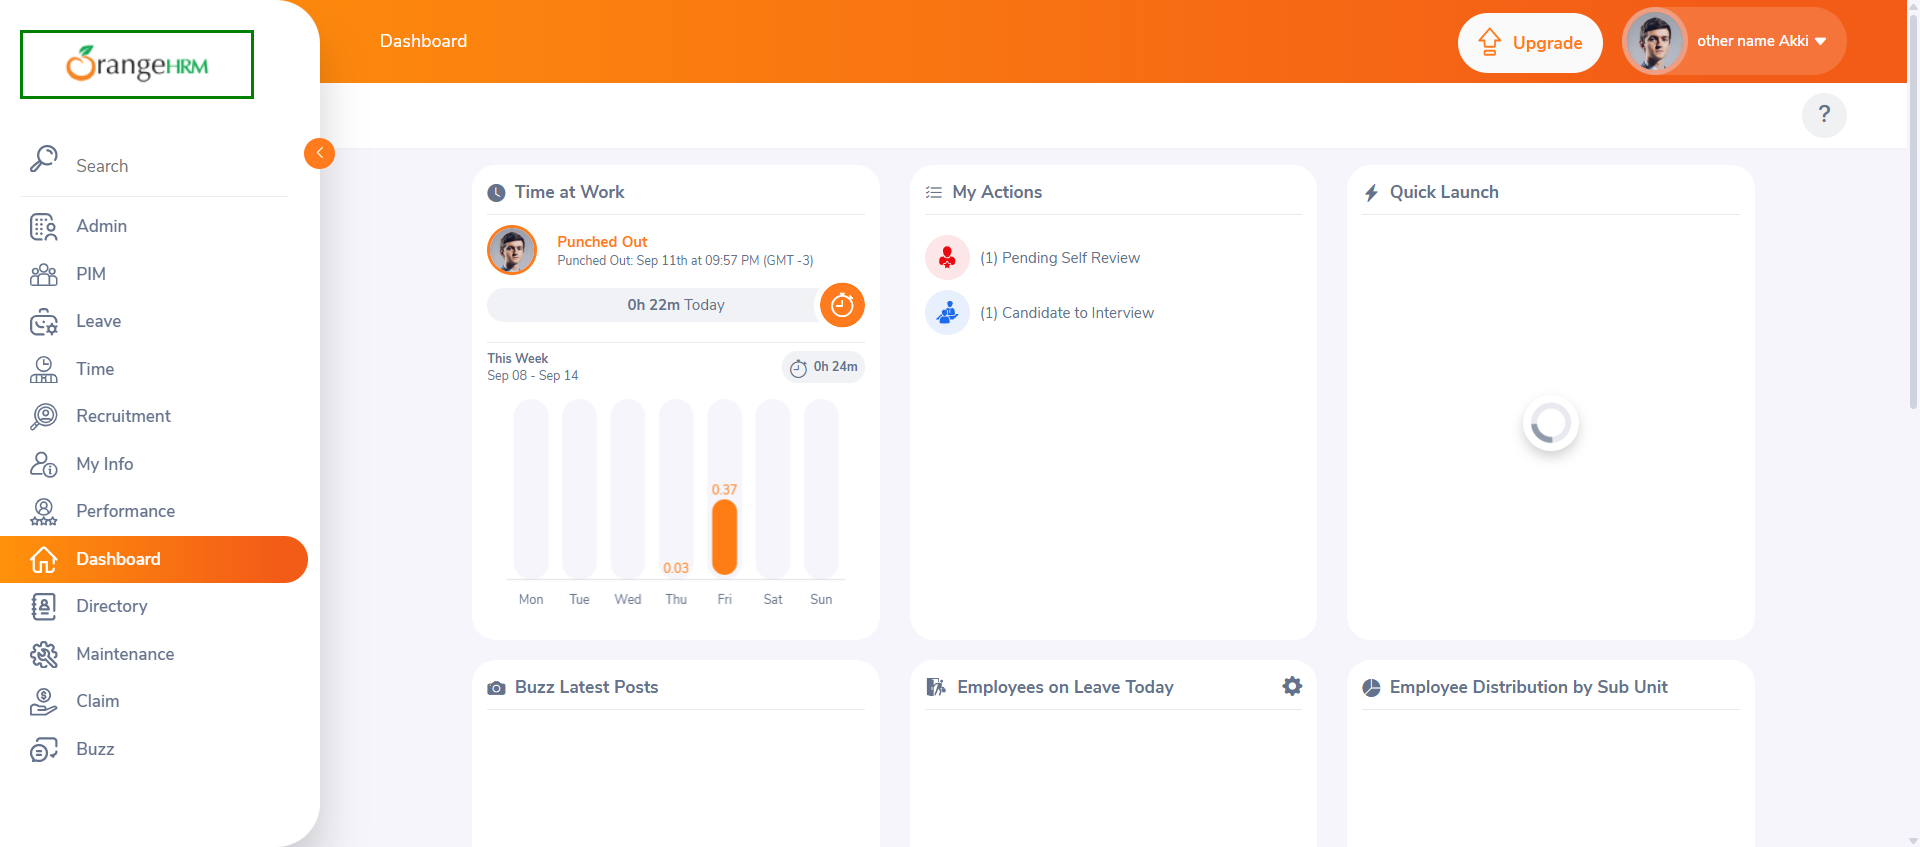 OrangeHRM
Search
Admin
PIM
Leave
Time
Recruitment
My Info
Performance
Dashboard
Directory
Maintenance
Claim
Buzz
Dashboard
Upgrade
other name Akki
?
Time at Work
Punched Out
Punched Out: Sep 11th at 09:57 PM (GMT -3)
0h 22m Today
This Week
Sep 08 - Sep 14
0h 24m
0.37
0.03
Mon Tue Wed Thu Fri Sat Sun
My Actions
(1) Pending Self Review
(1) Candidate to Interview
Quick Launch
Buzz Latest Posts
Employees on Leave Today
Employee Distribution by Sub Unit